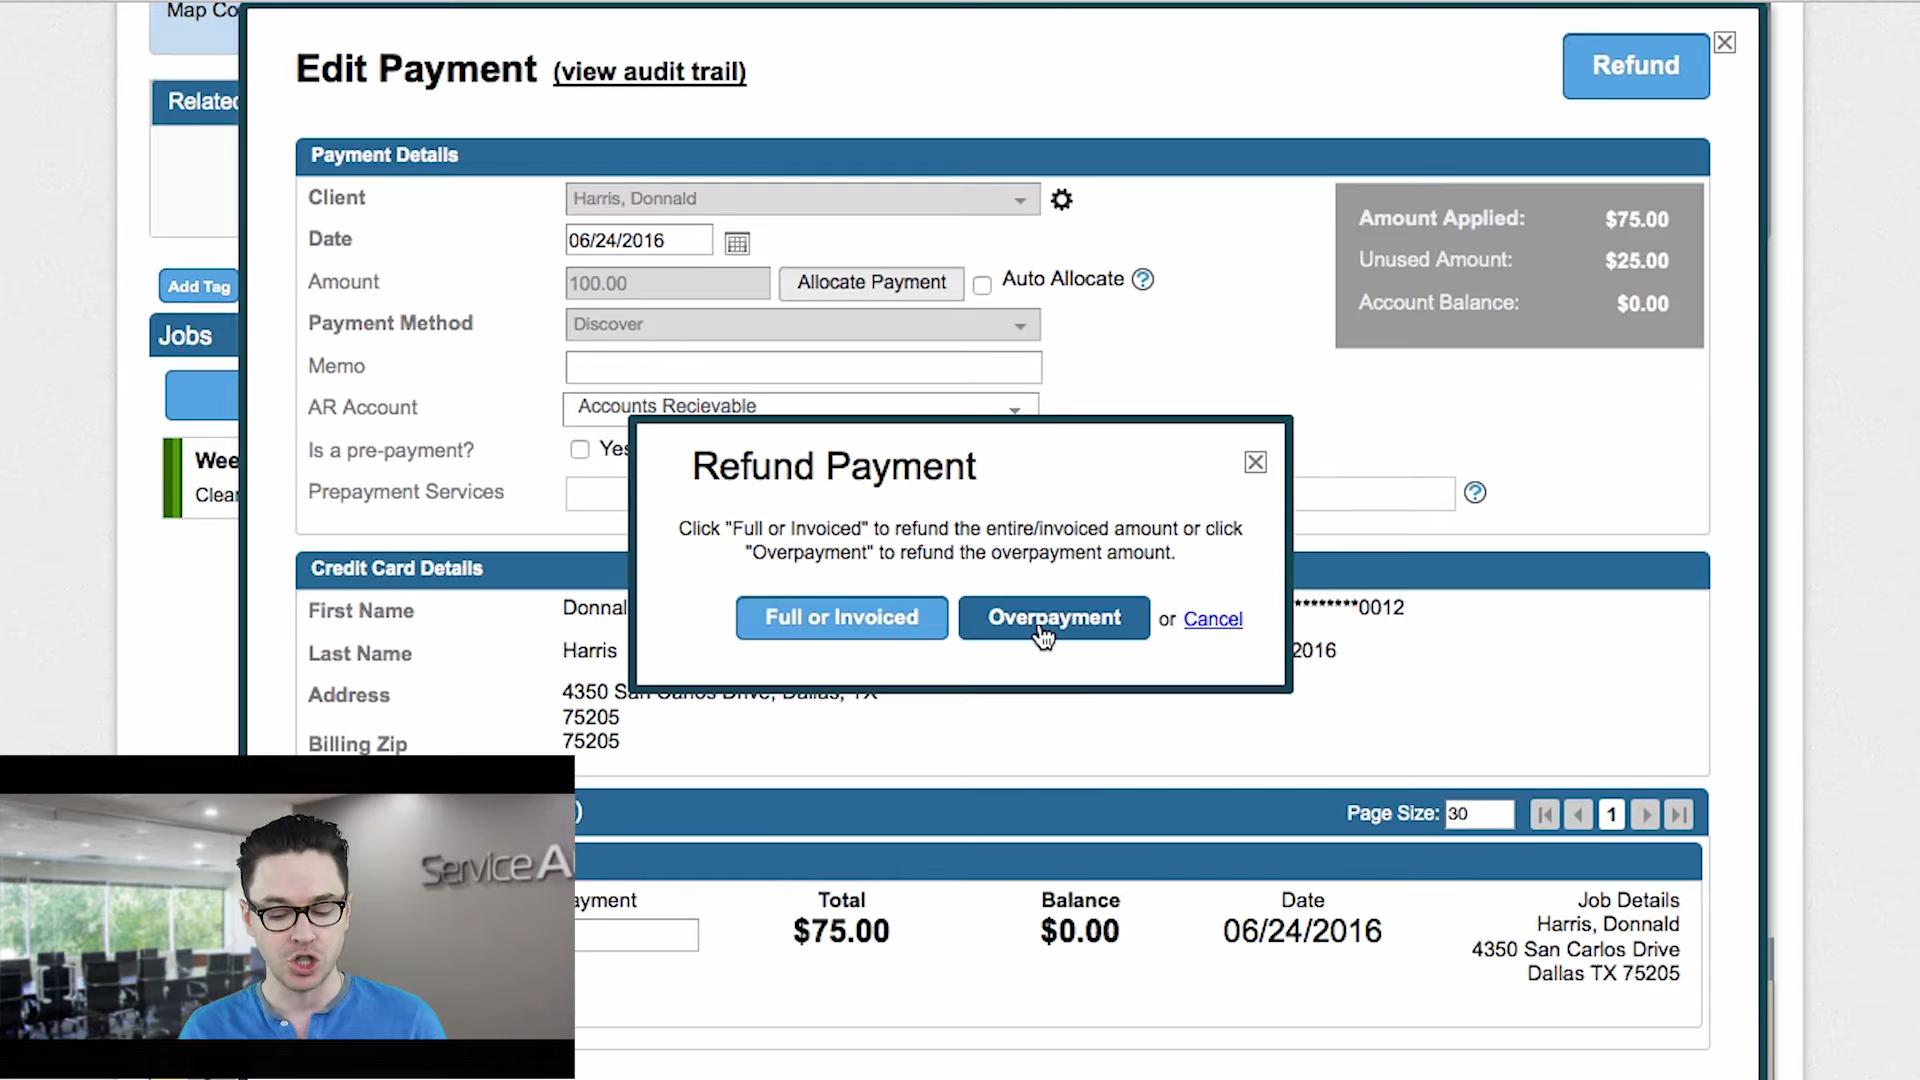 Map Co
Edit Payment (view audit trail)
Refund
Related
Payment Details
Client
Harris, Donnald
Date
06/24/2016
Amount
100.00
Allocate Payment
Auto Allocate
?
Payment Method
Discover
Memo
AR Account
Accounts Recievable
Is a pre-payment?
Yes
Prepayment Services
?
Amount Applied: $75.00
Unused Amount: $25.00
Account Balance: $0.00
Add Tag
Jobs
Wee
Clear
Refund Payment
Click "Full or Invoiced" to refund the entire/invoiced amount or click
"Overpayment" to refund the overpayment amount.
Full or Invoiced
Overpayment
or Cancel
Credit Card Details
First Name
Donnal
********0012
Last Name
Harris
2016
Address
4350 San Carlos Drive, Dallas, TX
75205
Billing Zip
75205
)
Page Size: 30
1
ayment
Total
$75.00
Balance
$0.00
Date
06/24/2016
Job Details
Harris, Donnald
4350 San Carlos Drive
Dallas TX 75205
ServiceA